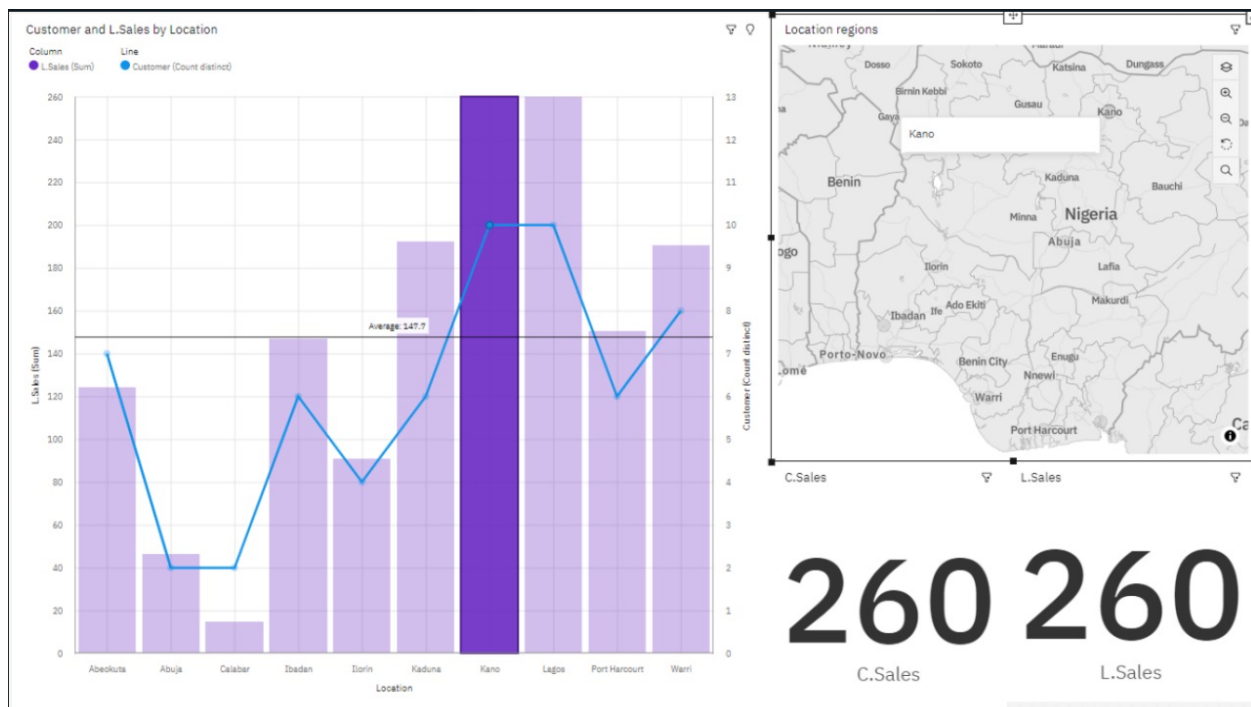 Customer and L.Sales by Location
Column
Line
L.Sales (Sum)
Customer (Count distinct)
260
240
220
200
180
160
140
120
100
80
60
40
20
0
L.Sales (Sum)
Average: 147.7
13
12
11
10
9
8
7
6
5
4
3
2
1
0
Customer (Count distinct)
Abeokuta
Abuja
Calabar
Ibadan
Ilorin
Kaduna
Kano
Lagos
Port Harcourt
Warri
Location
Location regions
Dosso
Sokoto
Katsina
Dungass
Birnin Kebbi
Gusau
Gaya
Kano
Kano
Kaduna
Benin
Bauchi
Minna
Nigeria
Abuja
Ilorin
Lafia
Makurdi
Ado Ekiti
Ibadan
Ife
Porto-Novo
Benin City
Enugu
Nnewi
Warri
Port Harcourt
C.Sales
L.Sales
260
260
C.Sales
L.Sales